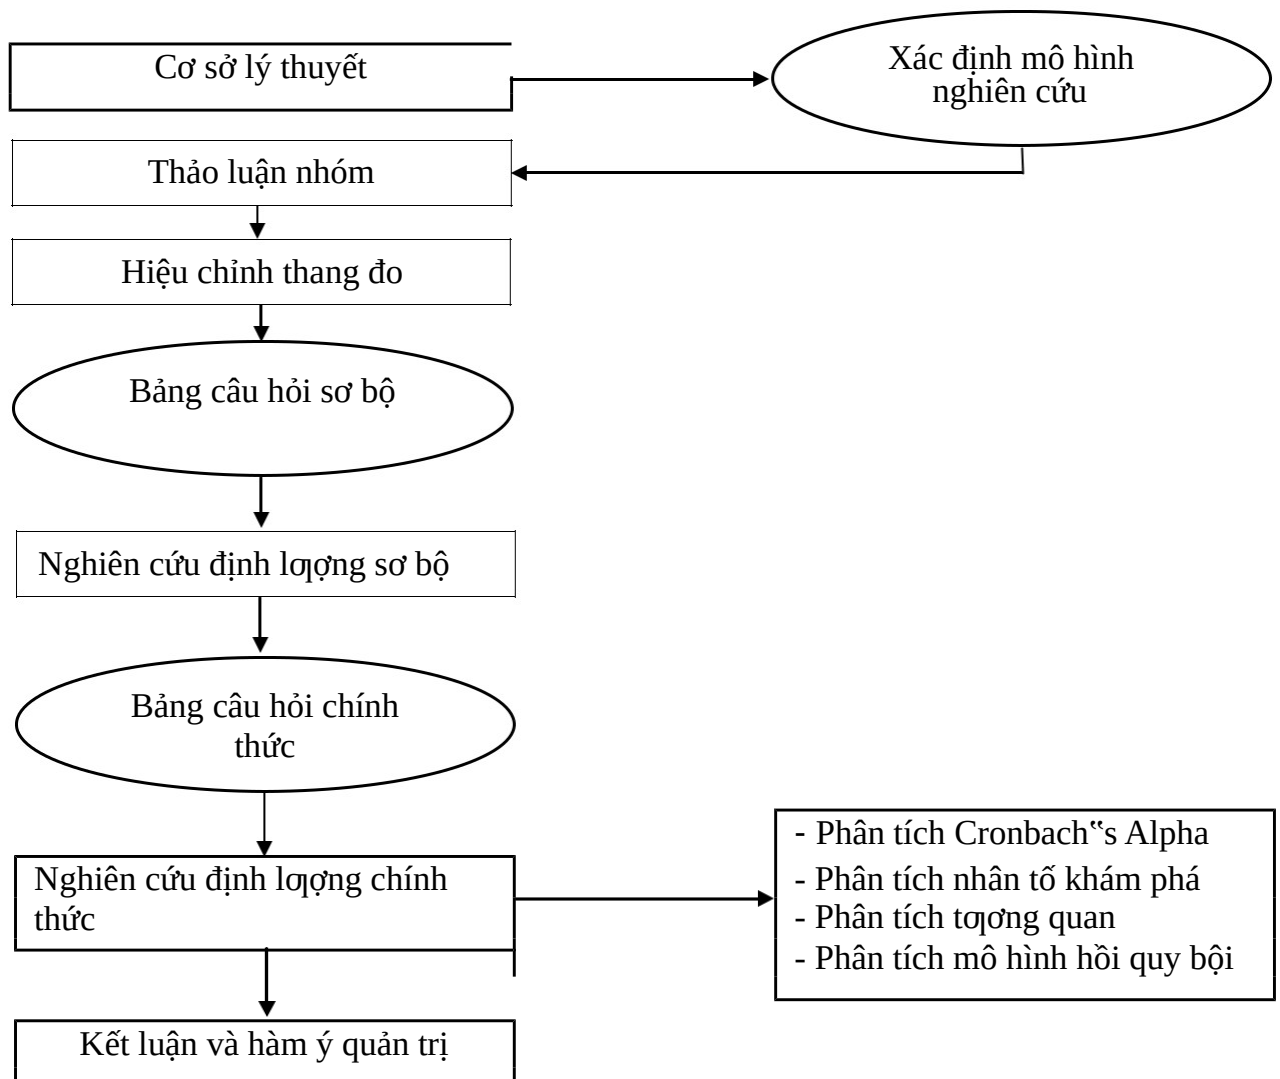 Cơ sở lý thuyết
Xác định mô hình
nghiên cứu
Thảo luận nhóm
Hiệu chỉnh thang đo
Bảng câu hỏi sơ bộ
Nghiên cứu định lƣợng sơ bộ
Bảng câu hỏi chính
thức
Nghiên cứu định lƣợng chính
thức
- Phân tích Cronbach‟s Alpha
- Phân tích nhân tố khám phá
- Phân tích tƣơng quan
- Phân tích mô hình hồi quy bội
Kết luận và hàm ý quản trị